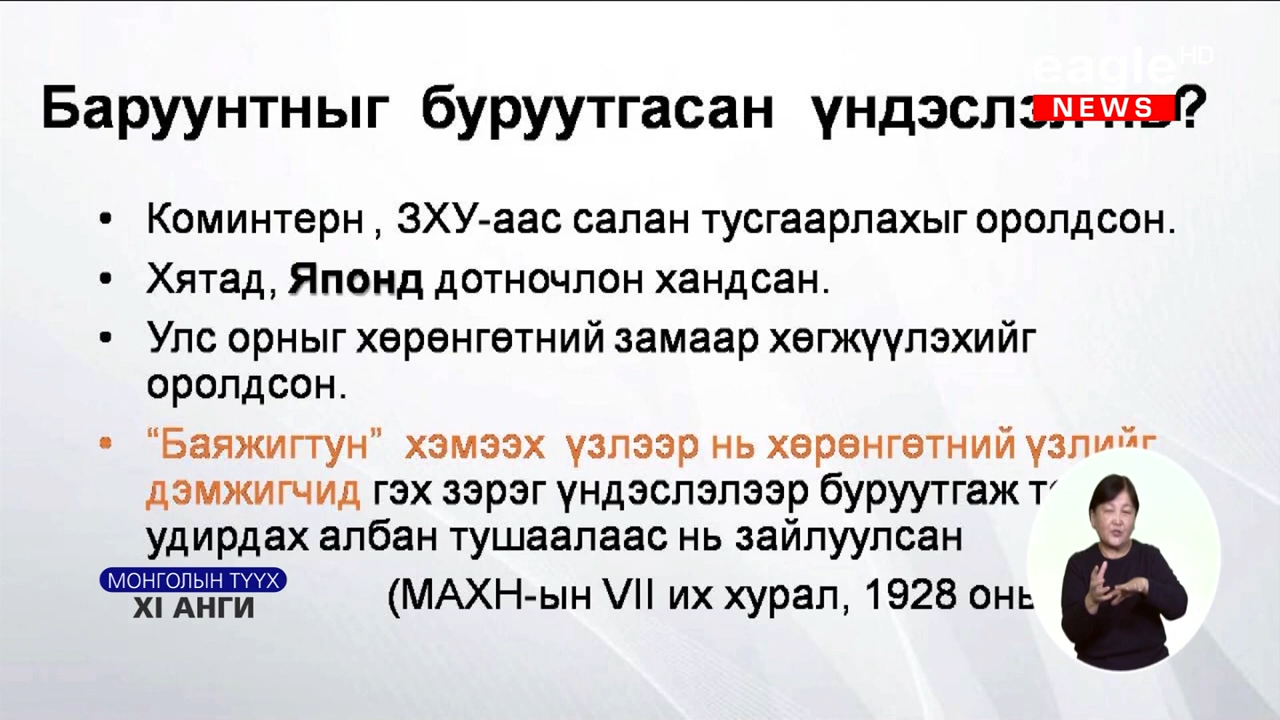 eagle HD
NEWS
Баруунтныг буруутгасан үндэслэл нь?
• Коминтерн , ЗХУ-аас салан тусгаарлахыг оролдсон.
• Хятад, Японд дотночлон хандсан.
• Улс орныг хөрөнгөтний замаар хөгжүүлэхийг
оролдсон.
• “Баяжигтун” хэмээх үзлээр нь хөрөнгөтний үзлийг
дэмжигчид гэх зэрэг үндэслэлээр буруутгаж
удирдах албан тушаалаас нь зайлуулсан
(МАХН-ын VII их хурал, 1928 оны
МОНГОЛЫН ТҮҮХ
XI АНГИ